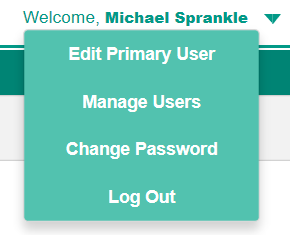 Welcome, Michael Sprankle
Edit Primary User
Manage Users
Change Password
Log Out